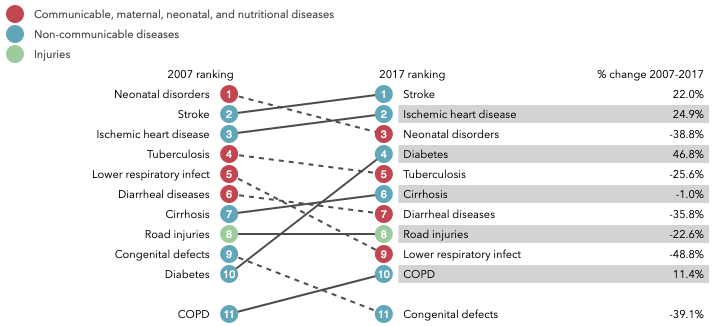 Communicable, maternal, neonatal, and nutritional diseases
Non-communicable diseases
Injuries
2007 ranking 2017 ranking % change 2007-2017
Neonatal disorders 1 1 Stroke 22.0%
Stroke 2 2 Ischemic heart disease 24.9%
Ischemic heart disease 3 3 Neonatal disorders -38.8%
Tuberculosis 4 4 Diabetes 46.8%
Lower respiratory infect 5 5 Tuberculosis -25.6%
Diarrheal diseases 6 6 Cirrhosis -1.0%
Cirrhosis 7 7 Diarrheal diseases -35.8%
Road injuries 8 8 Road injuries -22.6%
Congenital defects 9 9 Lower respiratory infect -48.8%
Diabetes 10 10 COPD 11.4%
COPD 11 11 Congenital defects -39.1%